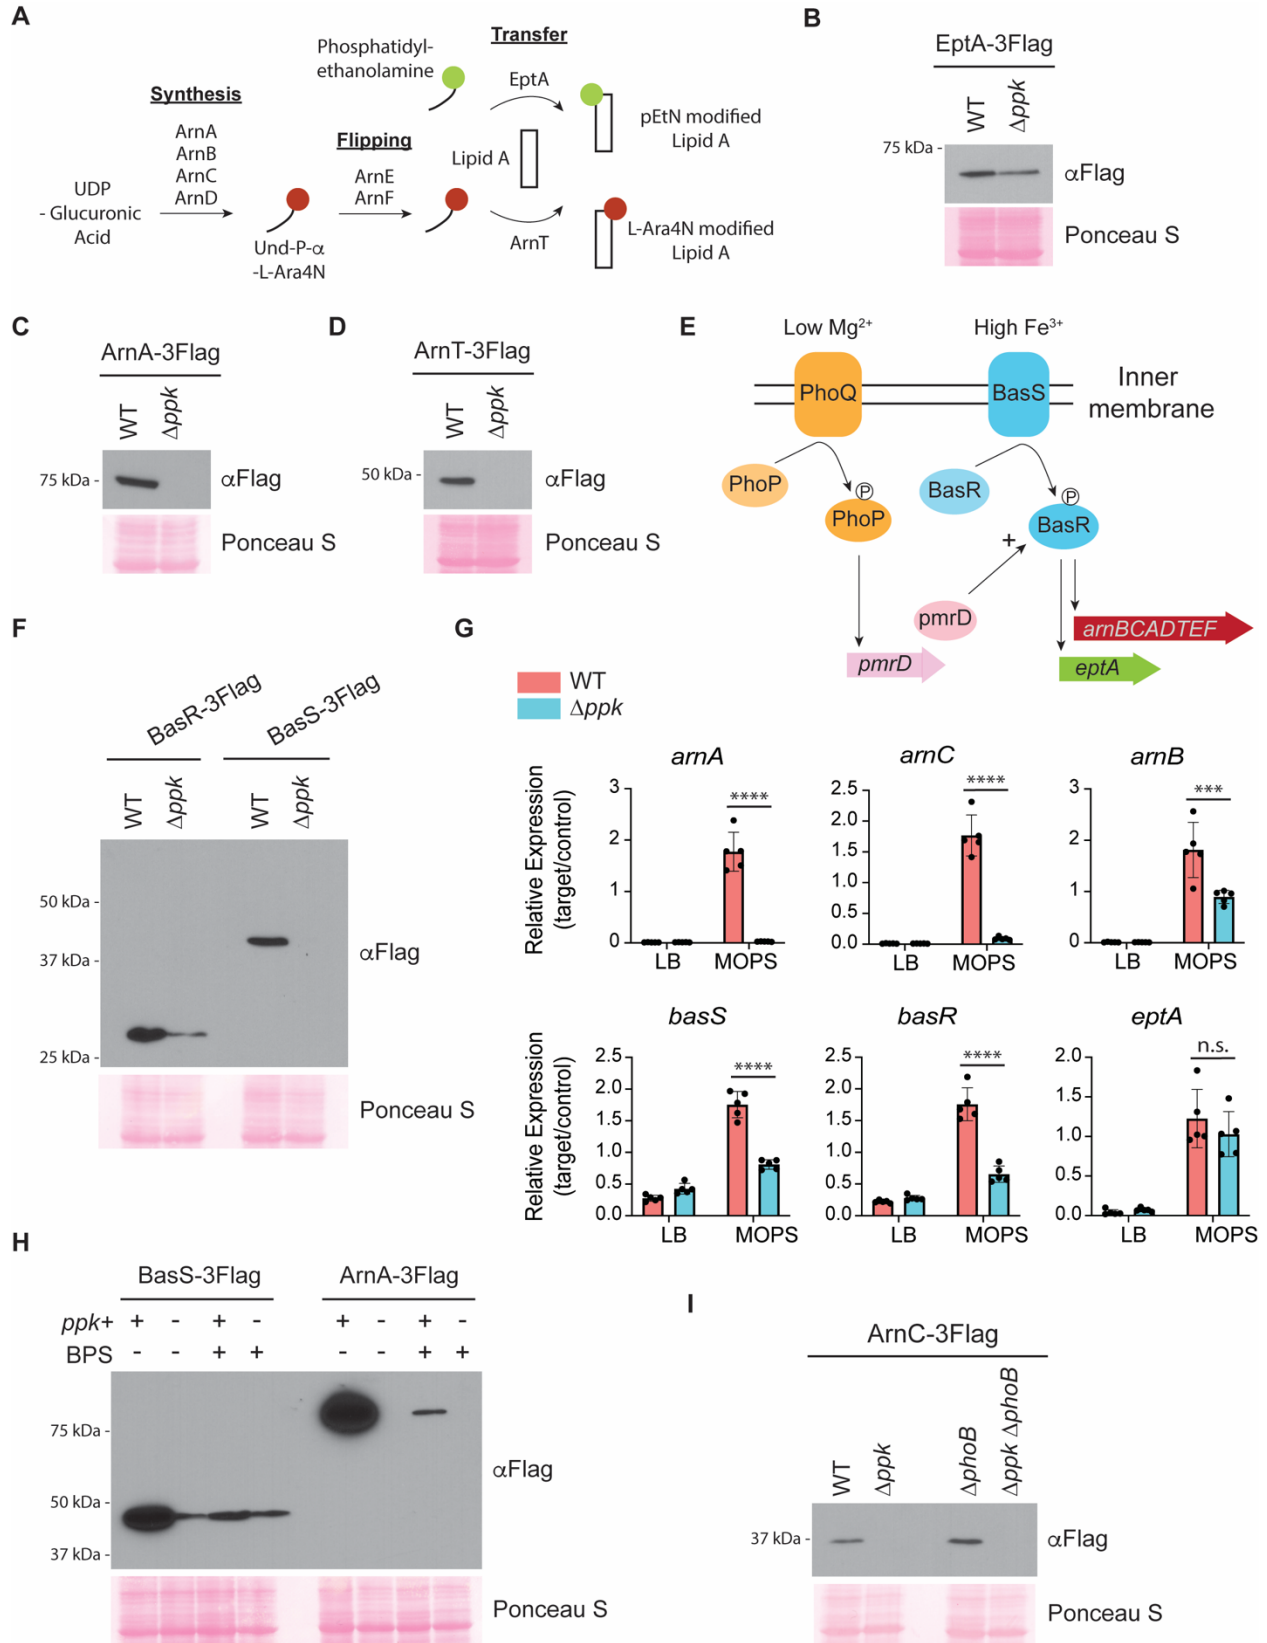 A
Phosphatidyl-
ethanolamine
Transfer
EptA
Synthesis
ArnA
ArnB
ArnC
ArnD
Flipping
ArnE
ArnF
Lipid A
pEtN modified
Lipid A
UDP
- Glucuronic
Acid
Und-P-α
-L-Ara4N
ArnT
L-Ara4N modified
Lipid A
B
EptA-3Flag
WT
Δppk
75 kDa -
αFlag
Ponceau S
C
ArnA-3Flag
WT
Δppk
75 kDa -
αFlag
Ponceau S
D
ArnT-3Flag
WT
Δppk
50 kDa -
αFlag
Ponceau S
E
Low Mg²⁺
High Fe³⁺
PhoQ
BasS
Inner
membrane
PhoP
P
PhoP
BasR
P
BasR
+
pmrD
pmrD
arnBCADTEF
eptA
F
BasR-3Flag
BasS-3Flag
WT
Δppk
WT
Δppk
50 kDa -
37 kDa -
25 kDa -
αFlag
Ponceau S
G
WT
Δppk
arnA
Relative Expression
(target/control)
3
2
1
0
****
LB
MOPS
arnC
2.5
2.0
1.5
1.0
0.5
0.0
****
LB
MOPS
arnB
3
2
1
0
***
LB
MOPS
basS
Relative Expression
(target/control)
2.5
2.0
1.5
1.0
0.5
0.0
****
LB
MOPS
basR
2.5
2.0
1.5
1.0
0.5
0.0
****
LB
MOPS
eptA
2.0
1.5
1.0
0.5
0.0
n.s.
LB
MOPS
H
BasS-3Flag
ArnA-3Flag
ppk+ + - + - + - + -
BPS - - + + - - + +
75 kDa -
50 kDa -
37 kDa -
αFlag
Ponceau S
I
ArnC-3Flag
WT
Δppk
ΔphoB
Δppk ΔphoB
37 kDa -
αFlag
Ponceau S